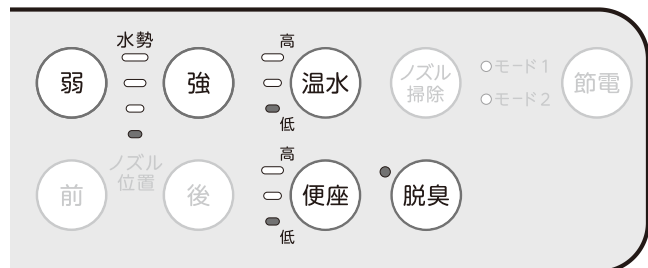 水勢
弱
強
高
温水
低
ノズル
掃除
モード1
モード2
節電
前
ノズル
位置
後
高
便座
低
脱臭